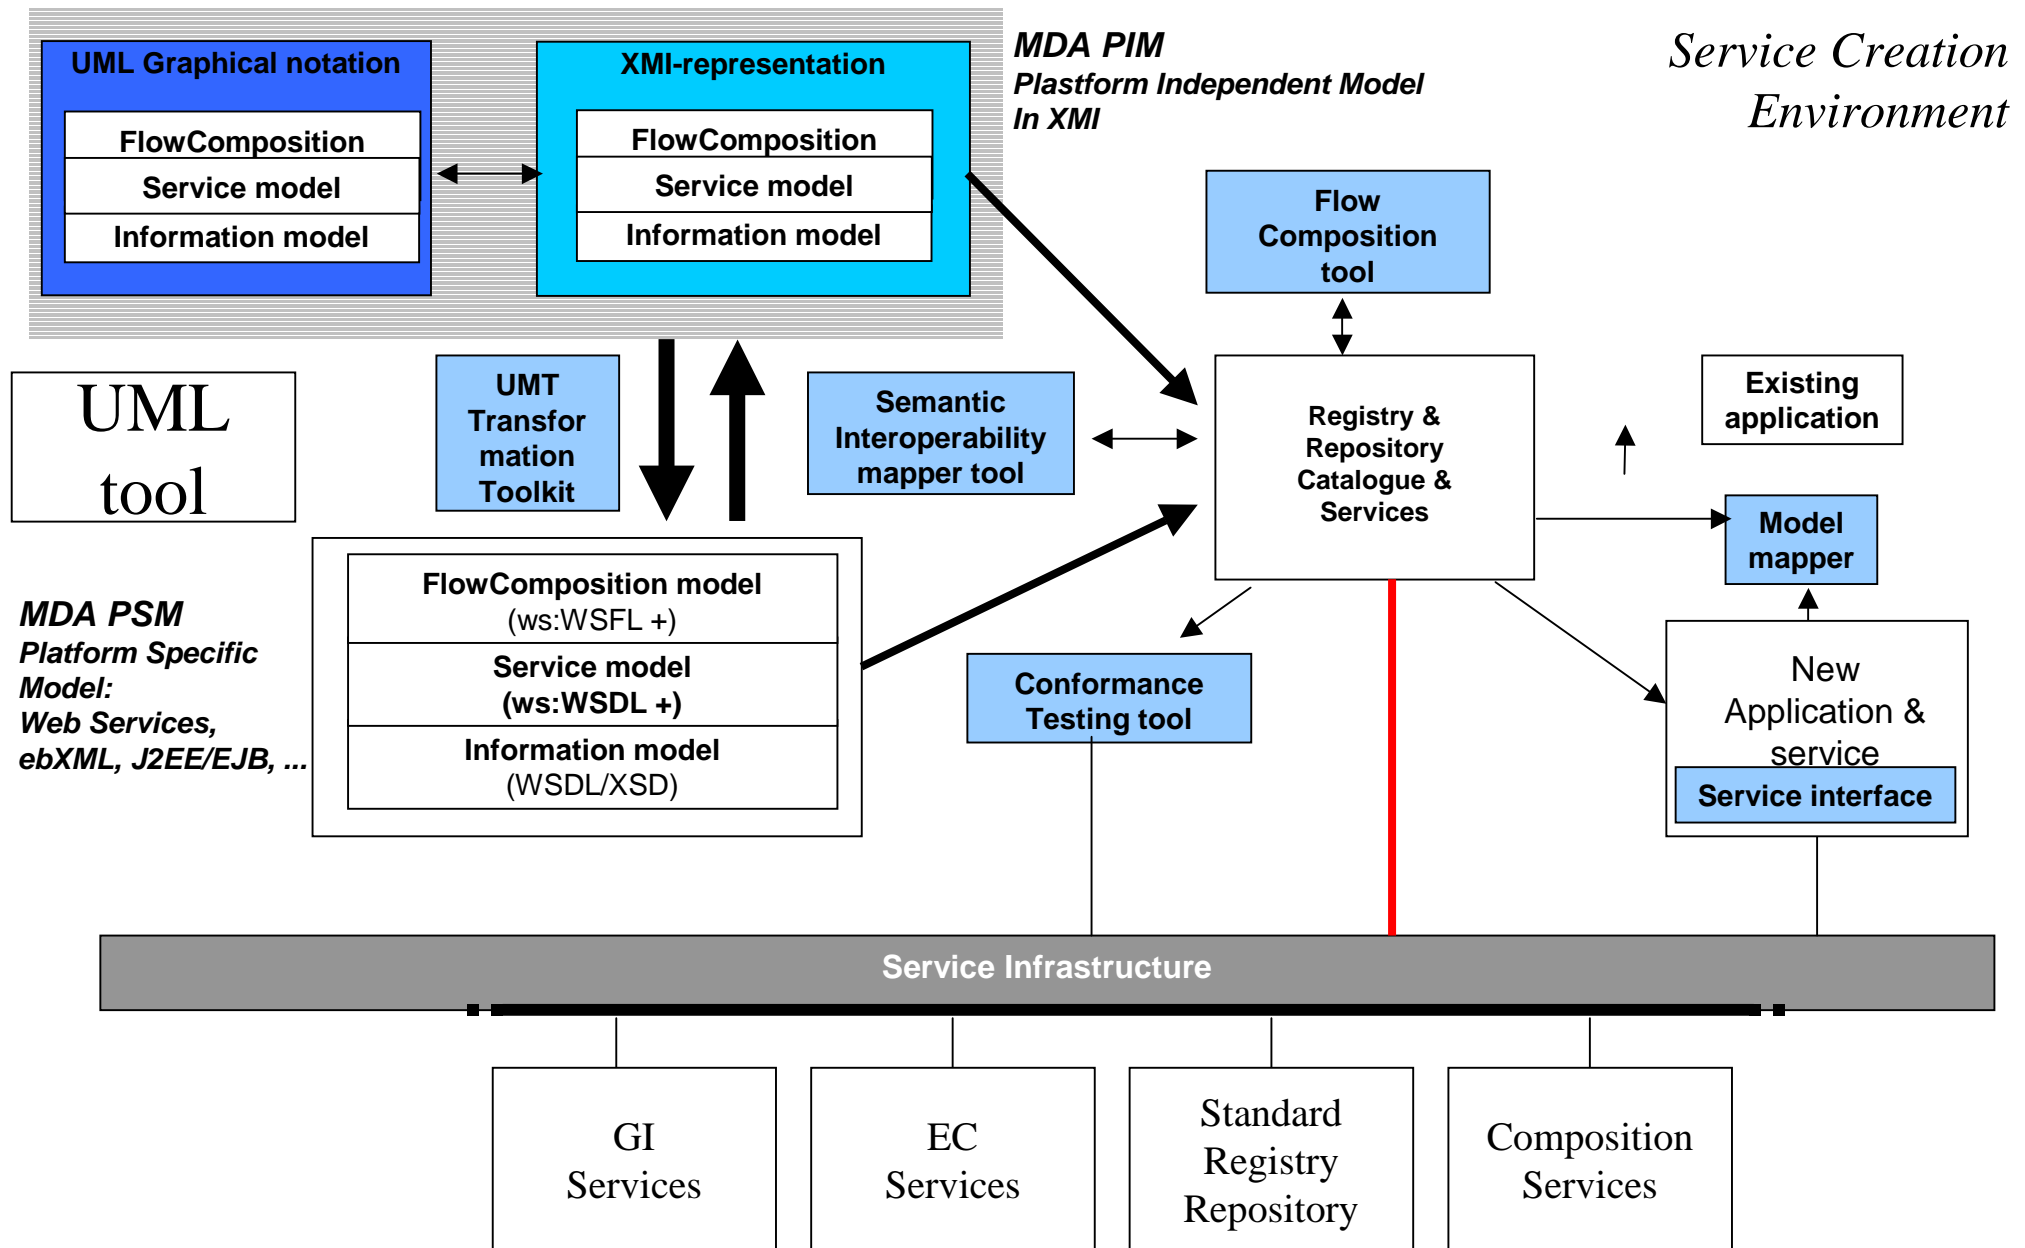 UML Graphical notation
FlowComposition
Service model
Information model
XMI-representation
FlowComposition
Service model
Information model
MDA PIM
Plastform Independent Model
In XMI
Service Creation
Environment
Flow
Composition
tool
UML
tool
UMT
Transfor
mation
Toolkit
Semantic
Interoperability
mapper tool
Registry &
Repository
Catalogue &
Services
Existing
application
Model
mapper
MDA PSM
Platform Specific
Model:
Web Services,
ebXML, J2EE/EJB, ...
FlowComposition model
(ws:WSFL +)
Service model
(ws:WSDL +)
Information model
(WSDL/XSD)
Conformance
Testing tool
New
Application &
service
Service interface
Service Infrastructure
GI
Services
EC
Services
Standard
Registry
Repository
Composition
Services